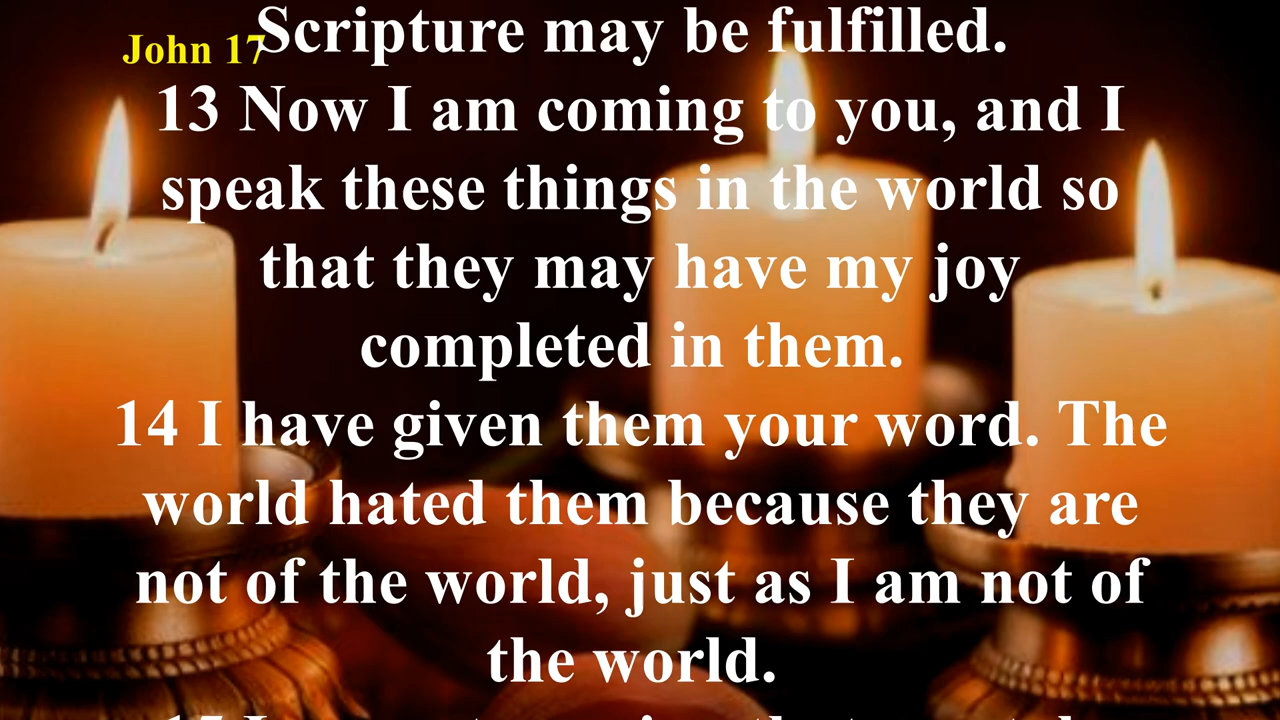 John 17
Scripture may be fulfilled.
13 Now I am coming to you, and I
speak these things in the world so
that they may have my joy
completed in them.
14 I have given them your word. The
world hated them because they are
not of the world, just as I am not of
the world.